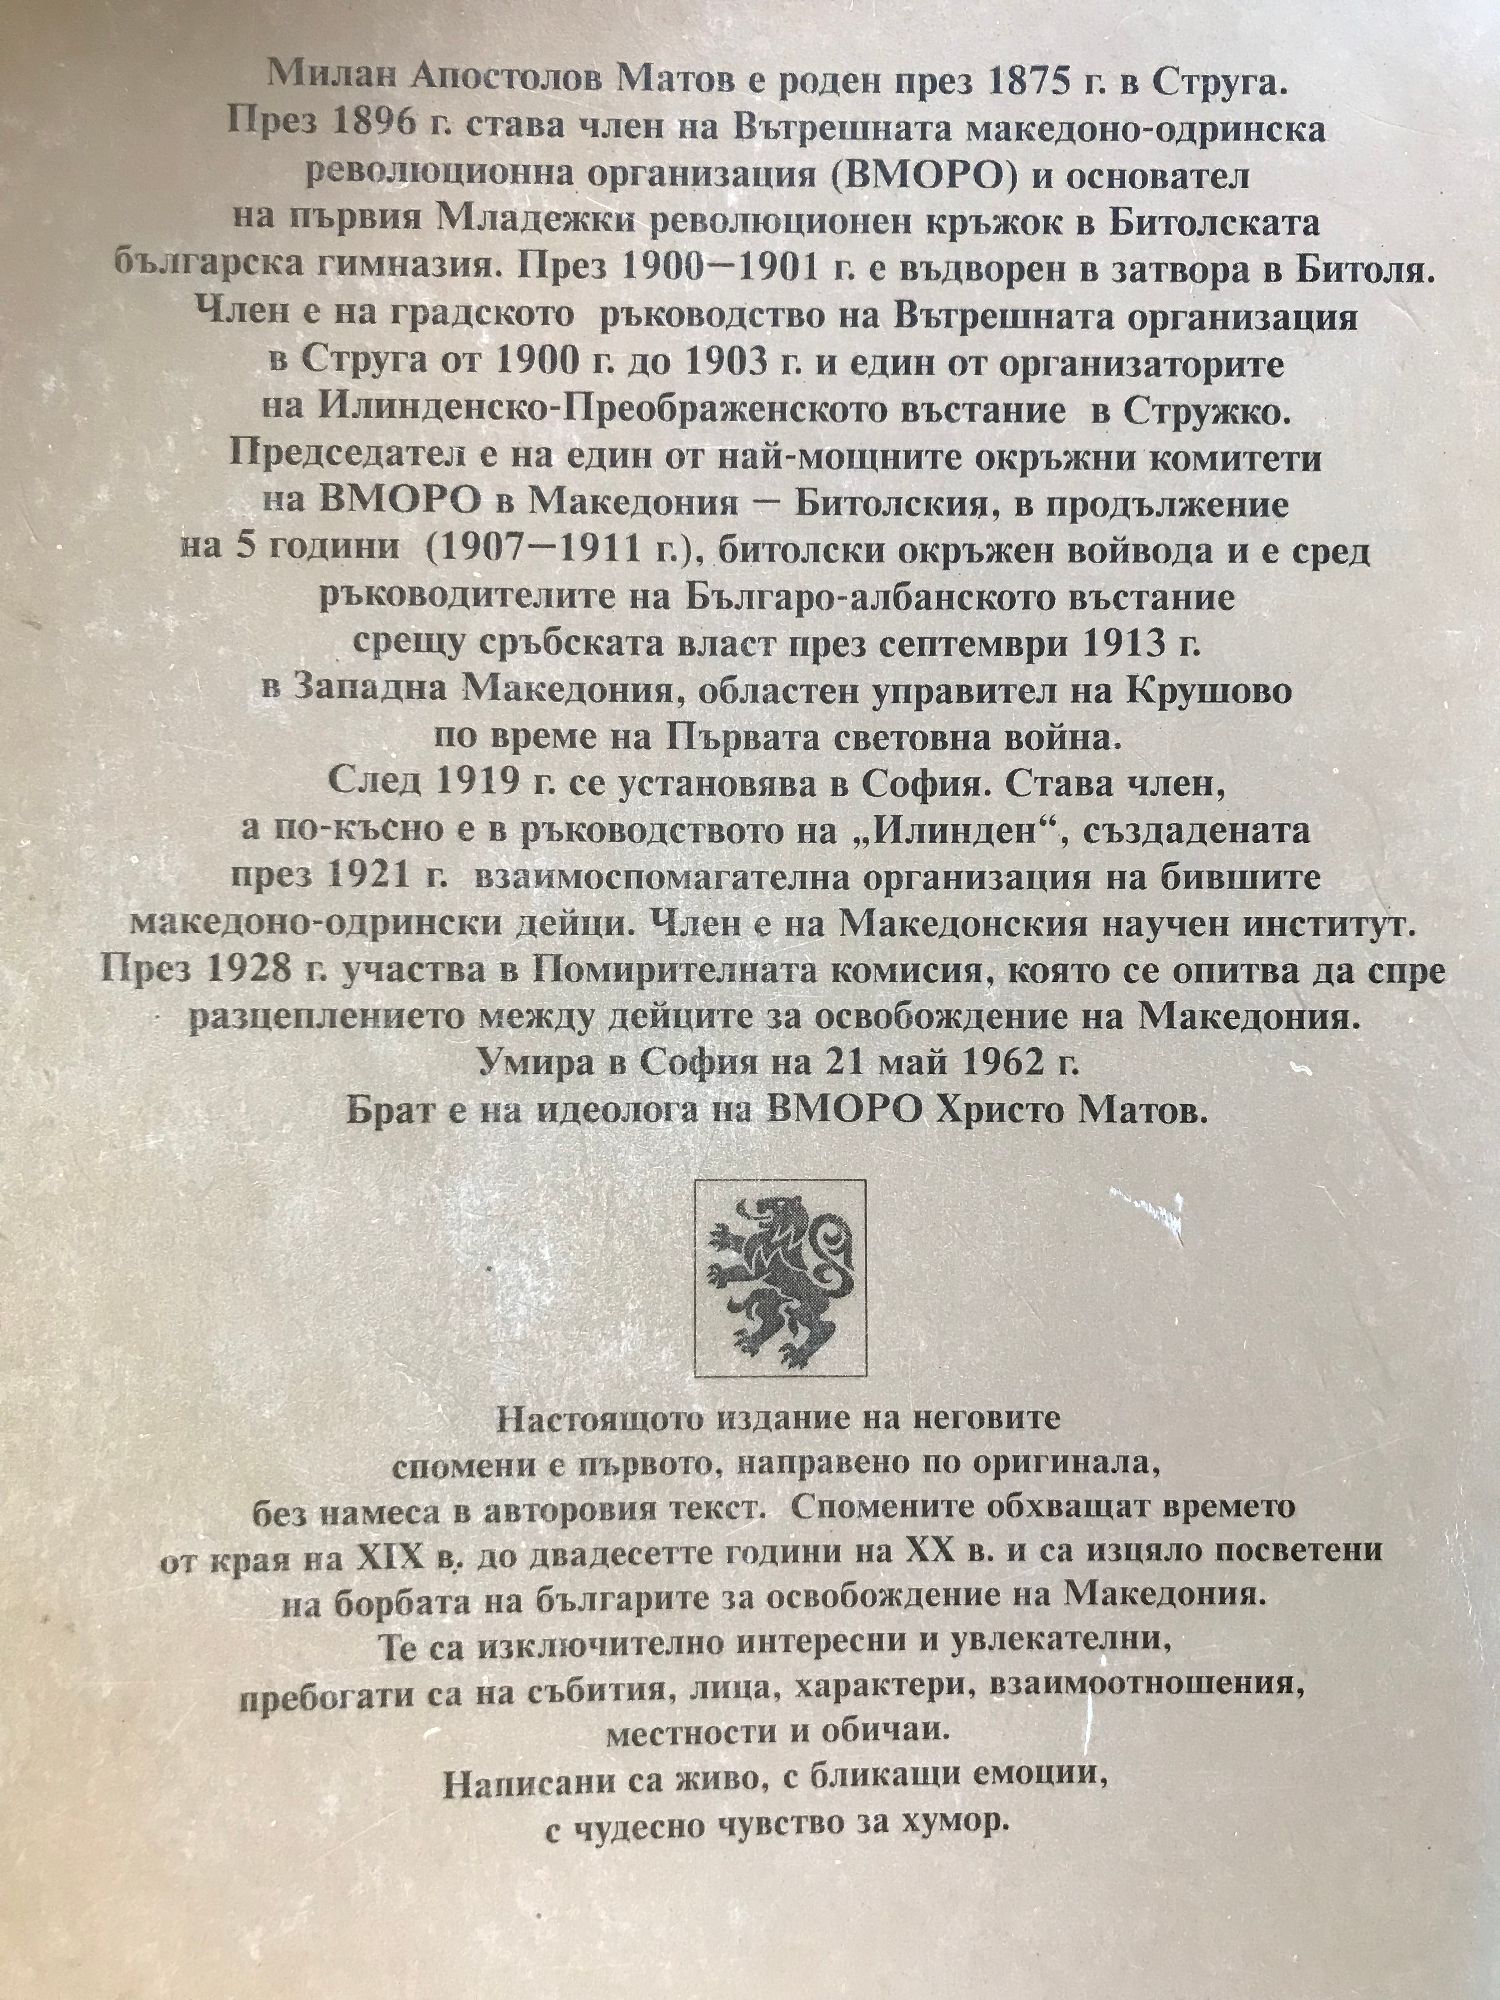 Милан Апостолов Матов е роден през 1875 г. в Струга.
През 1896 г. става член на Вътрешната македоно-одринска
революционна организация (ВМОРО) и основател
на първия Младежки революционен кръжок в Битолската
българска гимназия. През 1900—1901 г. е въдворен в затвора в Битоля.
Член е на градското ръководство на Вътрешната организация
в Струга от 1900 г. до 1903 г. и един от организаторите
на Илинденско-Преображенското въстание в Стружко.
Председател е на един от най-мощните окръжни комитети
на ВМОРО в Македония — Битолския, в продължение
на 5 години (1907—1911 г.), битолски окръжен войвода и е сред
ръководителите на Българо-албанското въстание
срещу сръбската власт през септември 1913 г.
в Западна Македония, областен управител на Крушово
по време на Първата световна война.
След 1919 г. се установява в София. Става член,
а по-късно е в ръководството на „Илинден“, създадената
през 1921 г. взаимоспомагателна организация на бившите
македоно-одрински дейци. Член е на Македонския научен институт.
През 1928 г. участва в Помирителната комисия, която се опитва да спре
разцеплението между дейците за освобождение на Македония.
Умира в София на 21 май 1962 г.
Брат е на идеолога на ВМОРО Христо Матов.
Настоящото издание на неговите
спомени е първото, направено по оригинала,
без намеса в авторовия текст. Спомените обхващат времето
от края на XIX в. до двадесетте години на XX в. и са изцяло посветени
на борбата на българите за освобождение на Македония.
Те са изключително интересни и увлекателни,
пребогати са на събития, лица, характери, взаимоотношения,
местности и обичаи.
Написани са живо, с бликащи емоции,
с чудесно чувство за хумор.